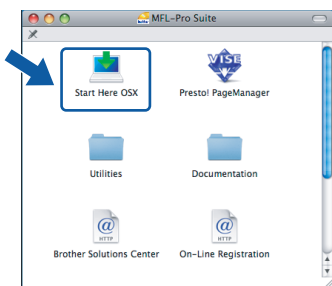 MFL-Pro Suite
Start Here OSX
VISE
Presto! PageManager
Utilities
Documentation
@
HTTP
@
HTTP
Brother Solutions Center
On-Line Registration